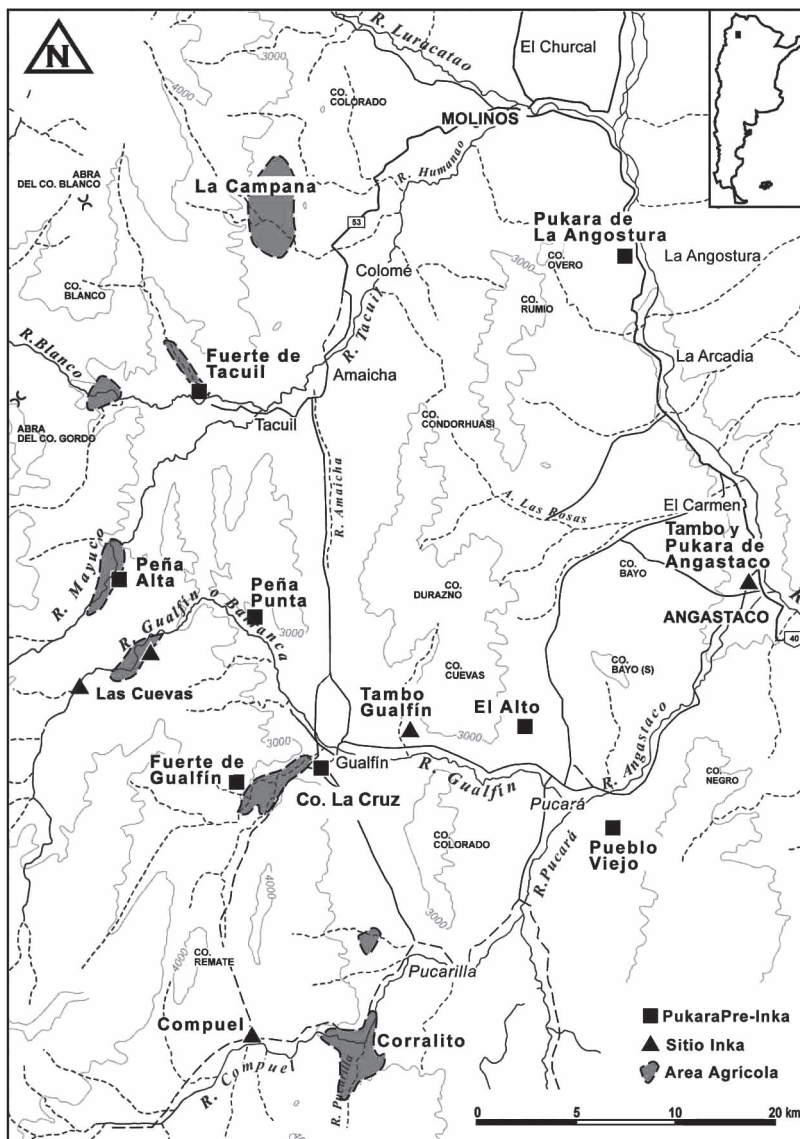 N
R. Luracatao
El Churcal
3000
4000
CO.
COLORADO
MOLINOS
ABRA
DEL CO. BLANCO
La Campana
R. Humanao
53
Pukara de
La Angostura
3000
CO.
OVERO
La Angostura
Colomé
CO.
BLANCO
CO.
RUMIO
R. Tacuil
R. Blanco
Fuerte de
Tacuil
Amaicha
La Arcadia
ABRA
DEL CO. GORDO
Tacuil
CO.
CONDORHUASI
R. Amaicha
A. Las Rosas
El Carmen
Tambo y
Pukara de
Angastaco
R. Mayuco
Peña
Alta
Peña
Punta
CO.
DURAZNO
CO.
BAYO
R. Gualfín o Barranca
3000
ANGASTACO
40
Las Cuevas
CO.
CUEVAS
CO.
BAYO (S)
Tambo
Gualfín
El Alto
3000
3000
Fuerte de
Gualfín
Gualfín
R. Gualfín
R. Angastaco
CO.
NEGRO
Co. La Cruz
Pucará
CO.
COLORADO
R. Pucará
Pueblo
Viejo
4000
3000
CO.
REMATE
4000
Pucarilla
Compuel
Corralito
R. Compuel
Pukara Pre-Inka
Sitio Inka
Area Agrícola
0 5 10 20 km